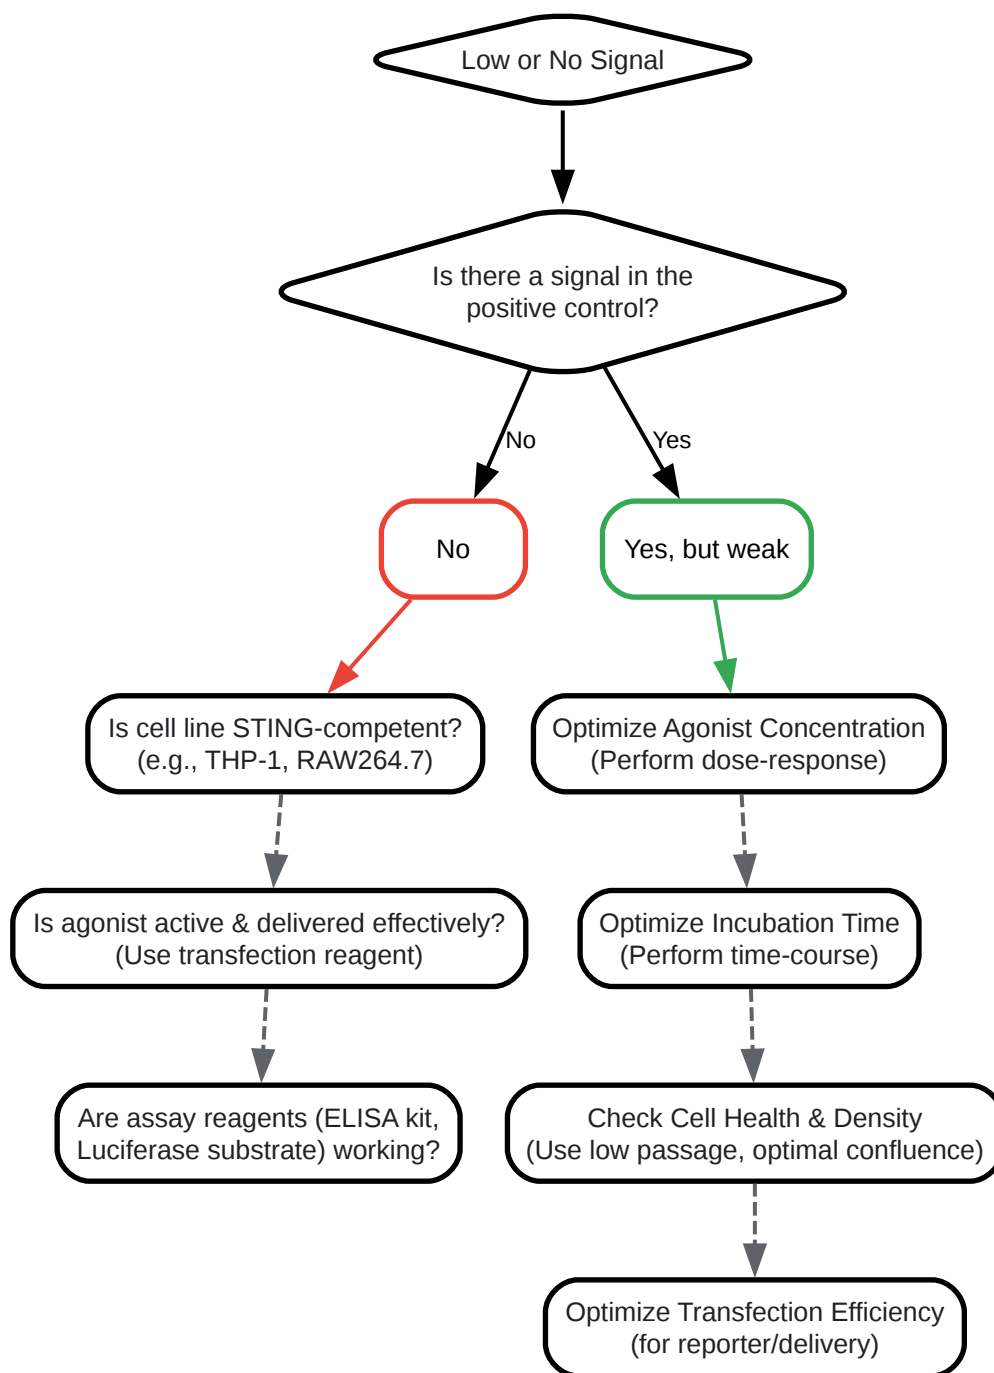 Low or No Signal
Is there a signal in the
positive control?
No
Yes
No
Yes, but weak
Is cell line STING-competent?
(e.g., THP-1, RAW264.7)
Optimize Agonist Concentration
(Perform dose-response)
Is agonist active & delivered effectively?
(Use transfection reagent)
Optimize Incubation Time
(Perform time-course)
Are assay reagents (ELISA kit,
Luciferase substrate) working?
Check Cell Health & Density
(Use low passage, optimal confluence)
Optimize Transfection Efficiency
(for reporter/delivery)